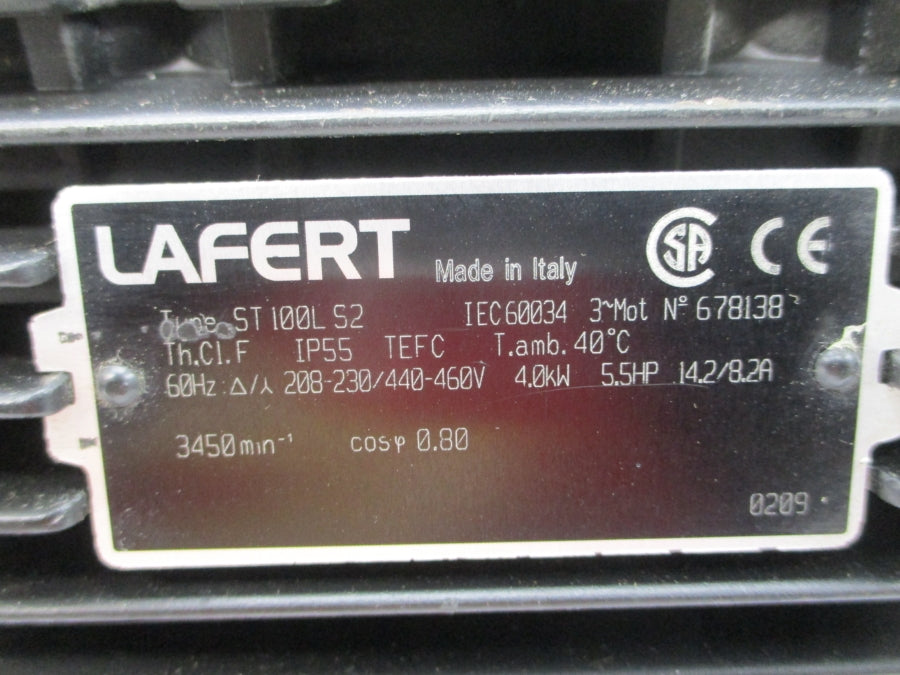 LAFERT Made in Italy SA CE
Type ST 100L S2 IEC60034 3~Mot Nº 678138
Th.Cl.F IP55 TEFC T.amb. 40°C
60Hz Δ/⅄ 208-230/440-460V 4.0kW 5.5HP 14.2/8.2A
3450min⁻¹ cosφ 0.80
0209